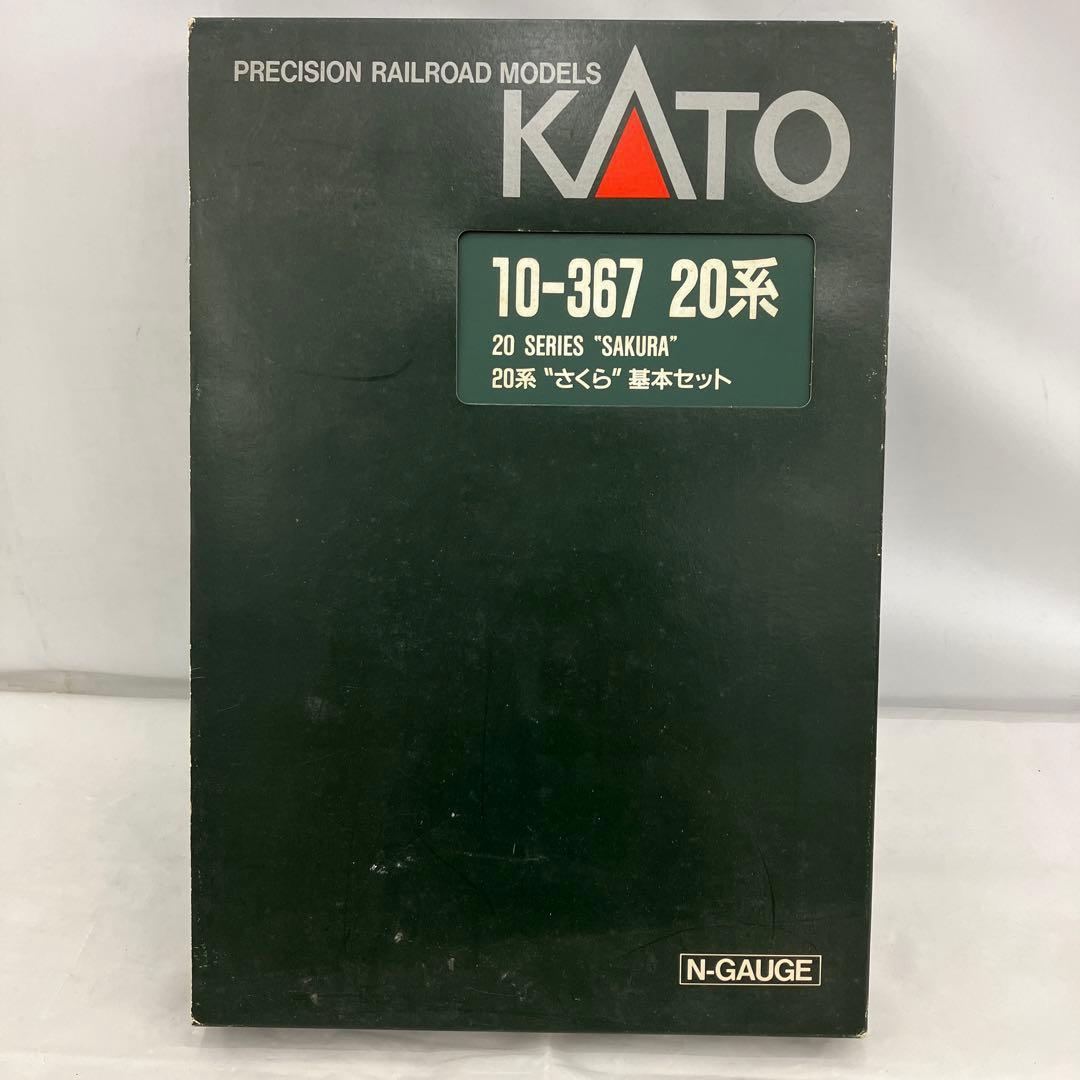 PRECISION RAILROAD MODELS
KATO
10-367 20系
20 SERIES "SAKURA"
20系 "さくら" 基本セット
N-GAUGE